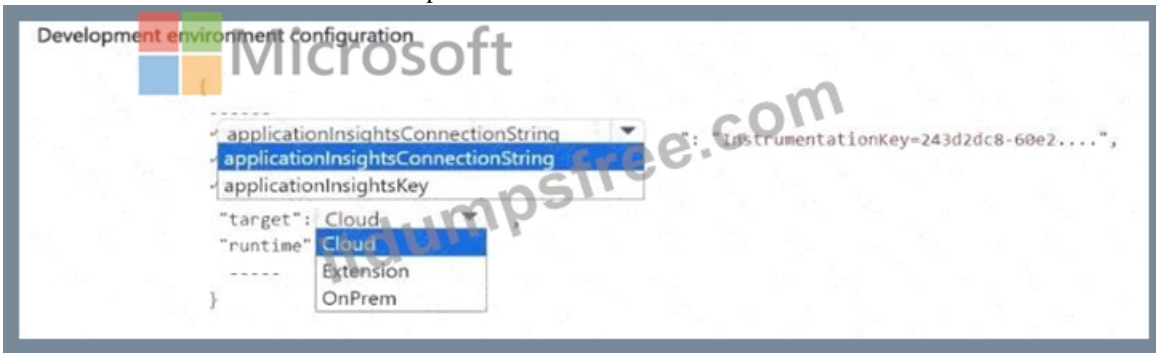 Development environment configuration
Microsoft
{
------
applicationInsightsConnectionString ": "InstrumentationKey=243d2dc8-60e2....",
applicationInsightsConnectionString
applicationInsightsKey
"target": Cloud ,
"runtime" Cloud
----- Extension
} OnPrem